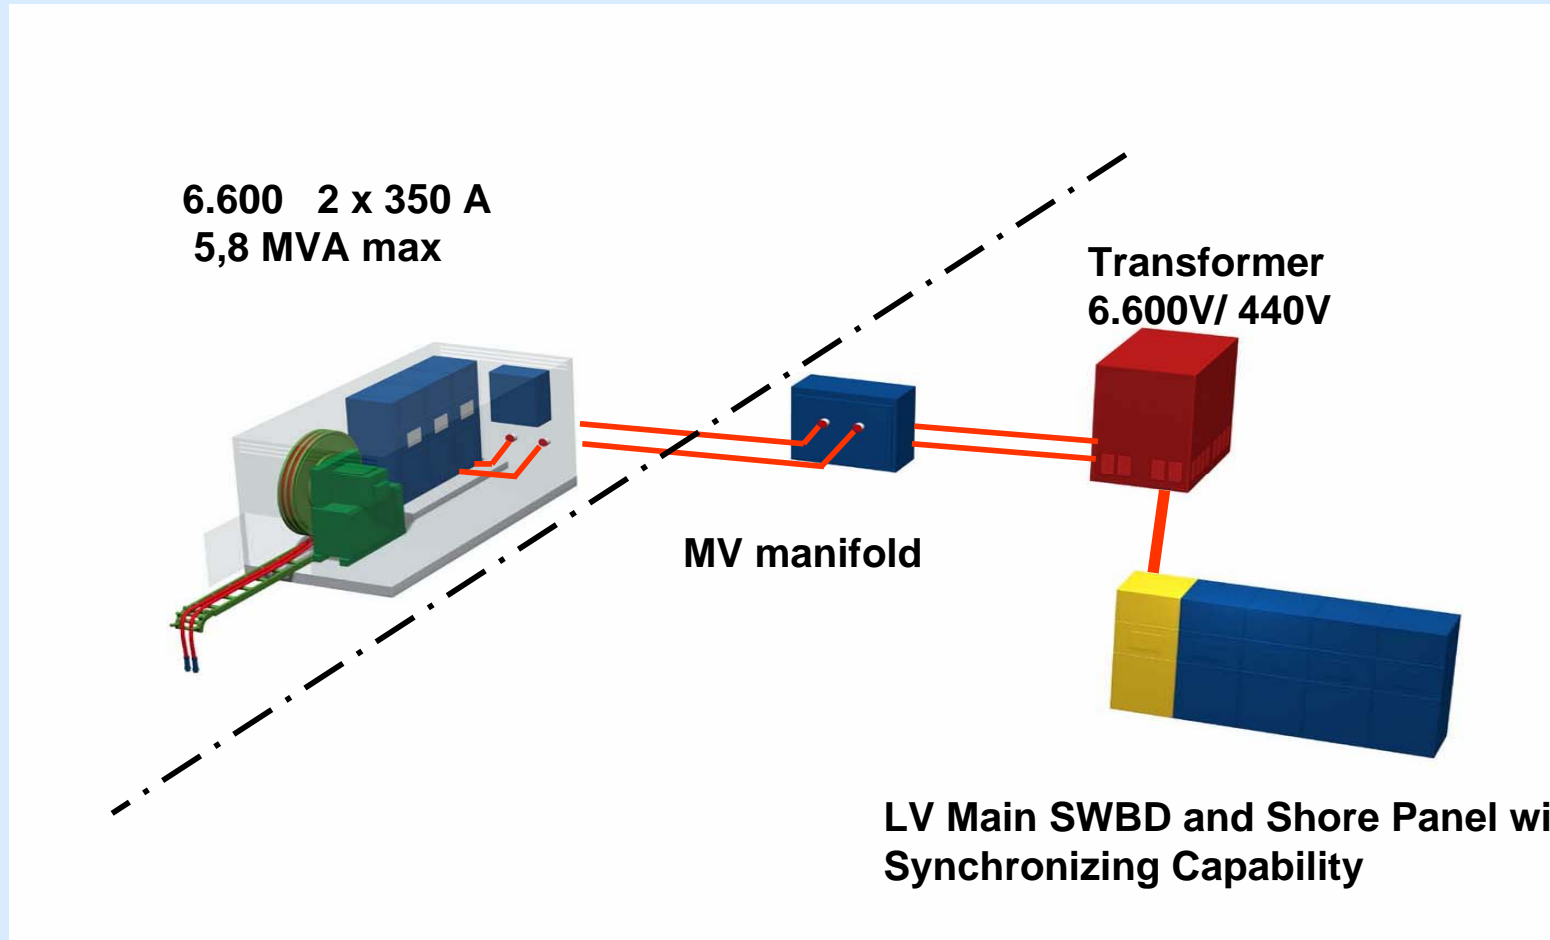 6.600 2 x 350 A
5,8 MVA max
Transformer
6.600V/ 440V
MV manifold
LV Main SWBD and Shore Panel wi
Synchronizing Capability